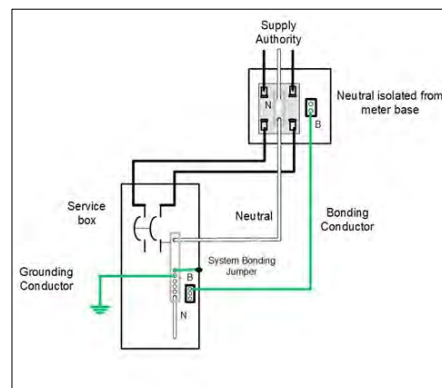 Supply
Authority
N
B
Neutral isolated from
meter base
Service
box
Neutral
Bonding
Conductor
Grounding
Conductor
System Bonding
Jumper
B
N